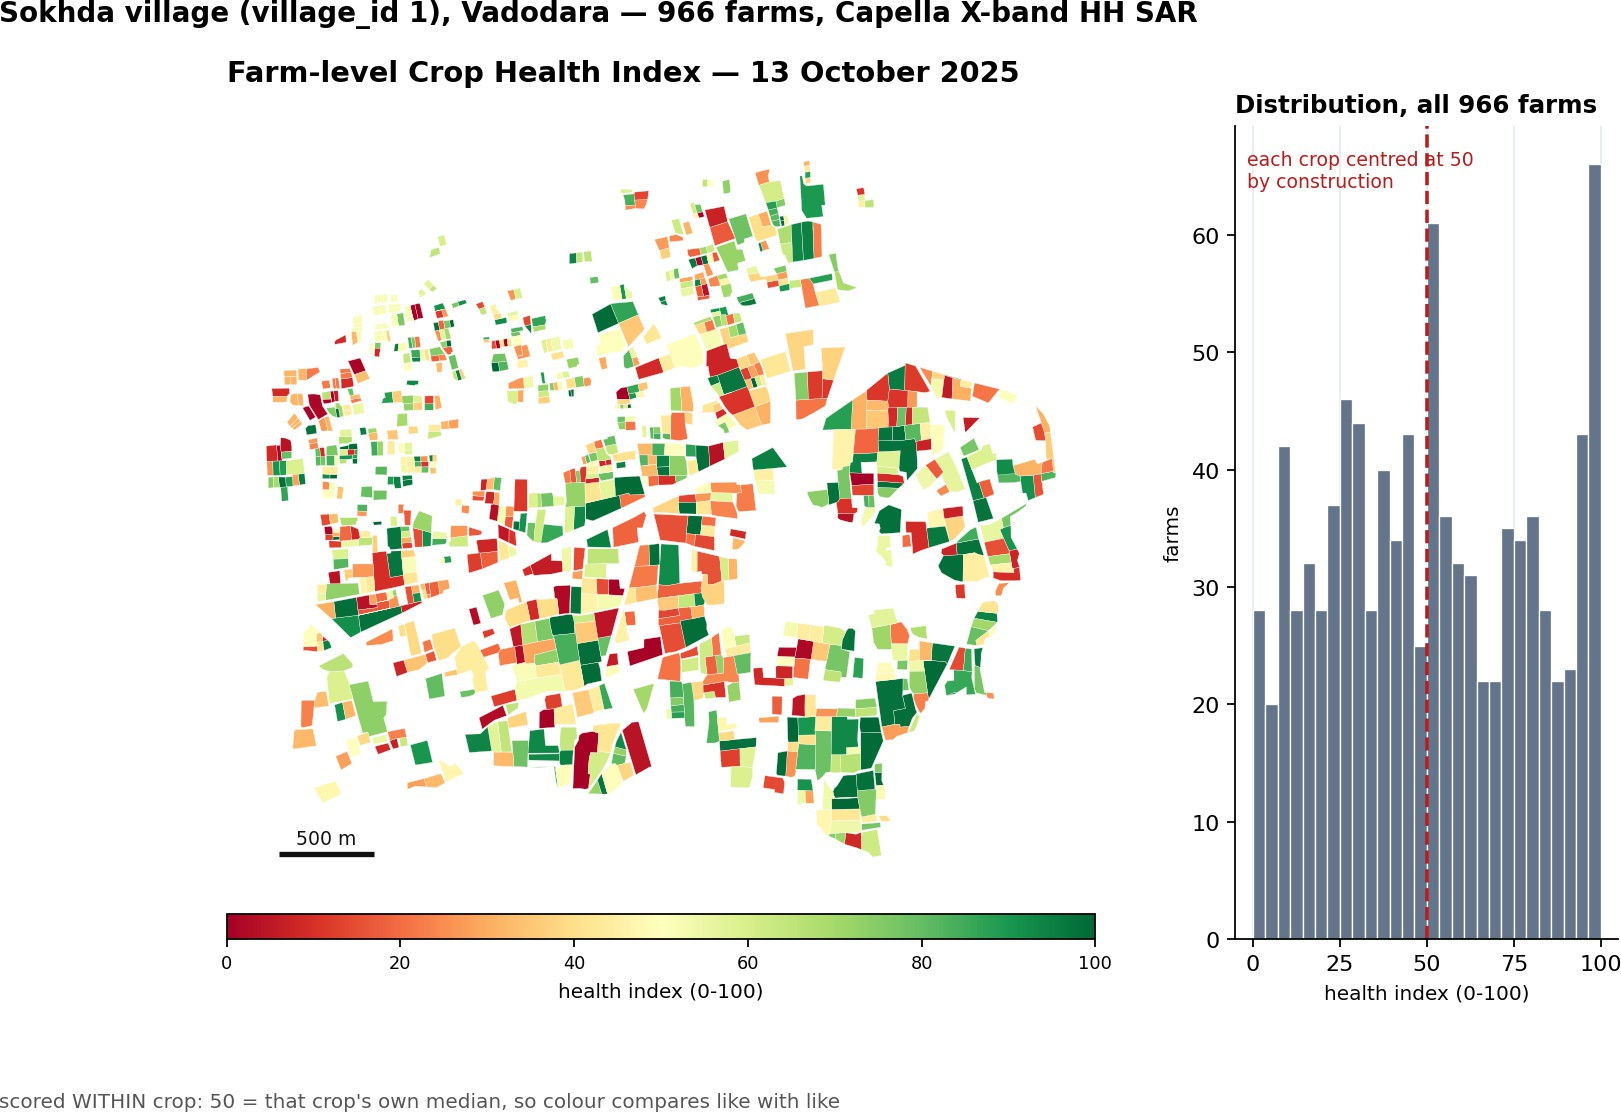 Sokhda village (village_id 1), Vadodara — 966 farms, Capella X-band HH SAR
Farm-level Crop Health Index — 13 October 2025
Distribution, all 966 farms
each crop centred at 50
by construction
60
50
40
30
20
10
0
farms
0 25 50 75 100
health index (0-100)
500 m
0 20 40 60 80 100
health index (0-100)
scored WITHIN crop: 50 = that crop's own median, so colour compares like with like